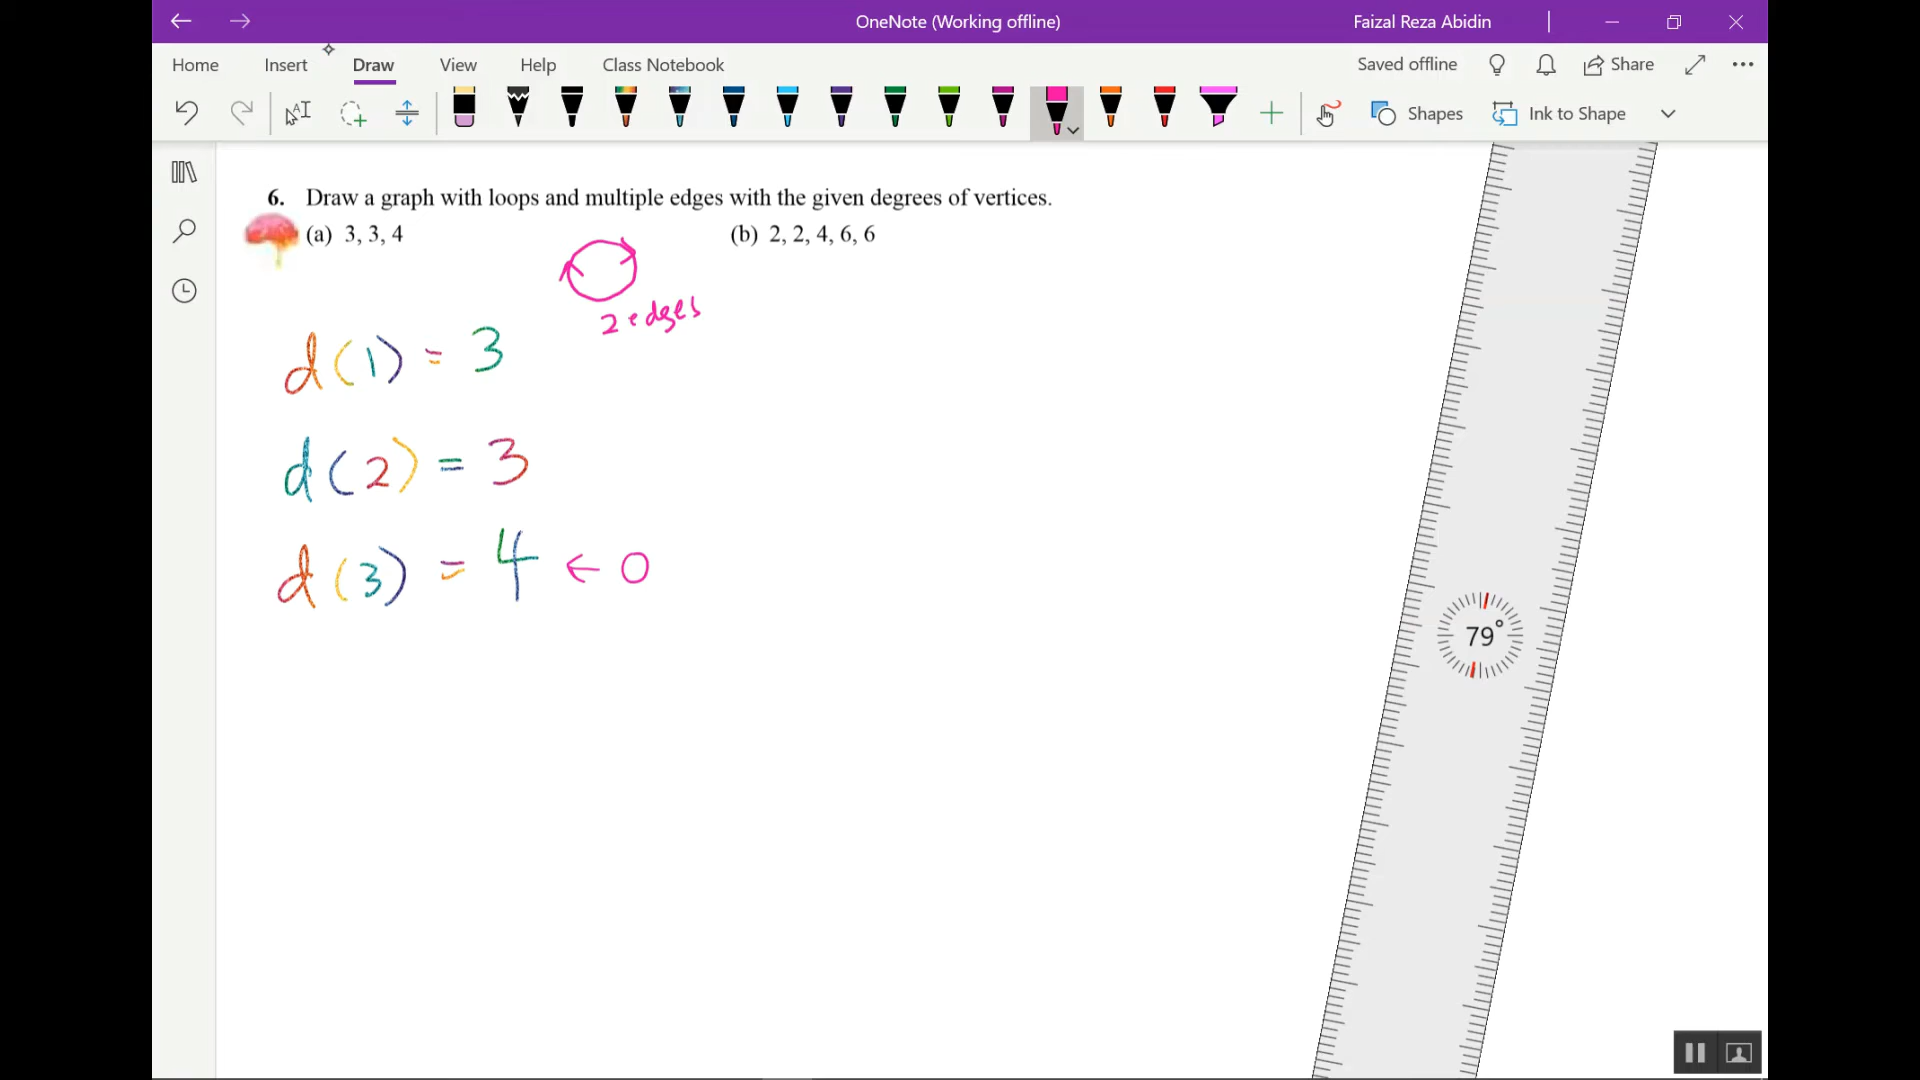 OneNote (Working offline)
Faizal Reza Abidin
Home Insert Draw View Help Class Notebook
Saved offline
Share
Shapes
Ink to Shape
6. Draw a graph with loops and multiple edges with the given degrees of vertices.
(a) 3, 3, 4
(b) 2, 2, 4, 6, 6
2 edges
d(1) = 3
d(2) = 3
d(3) = 4 ← 0
79°